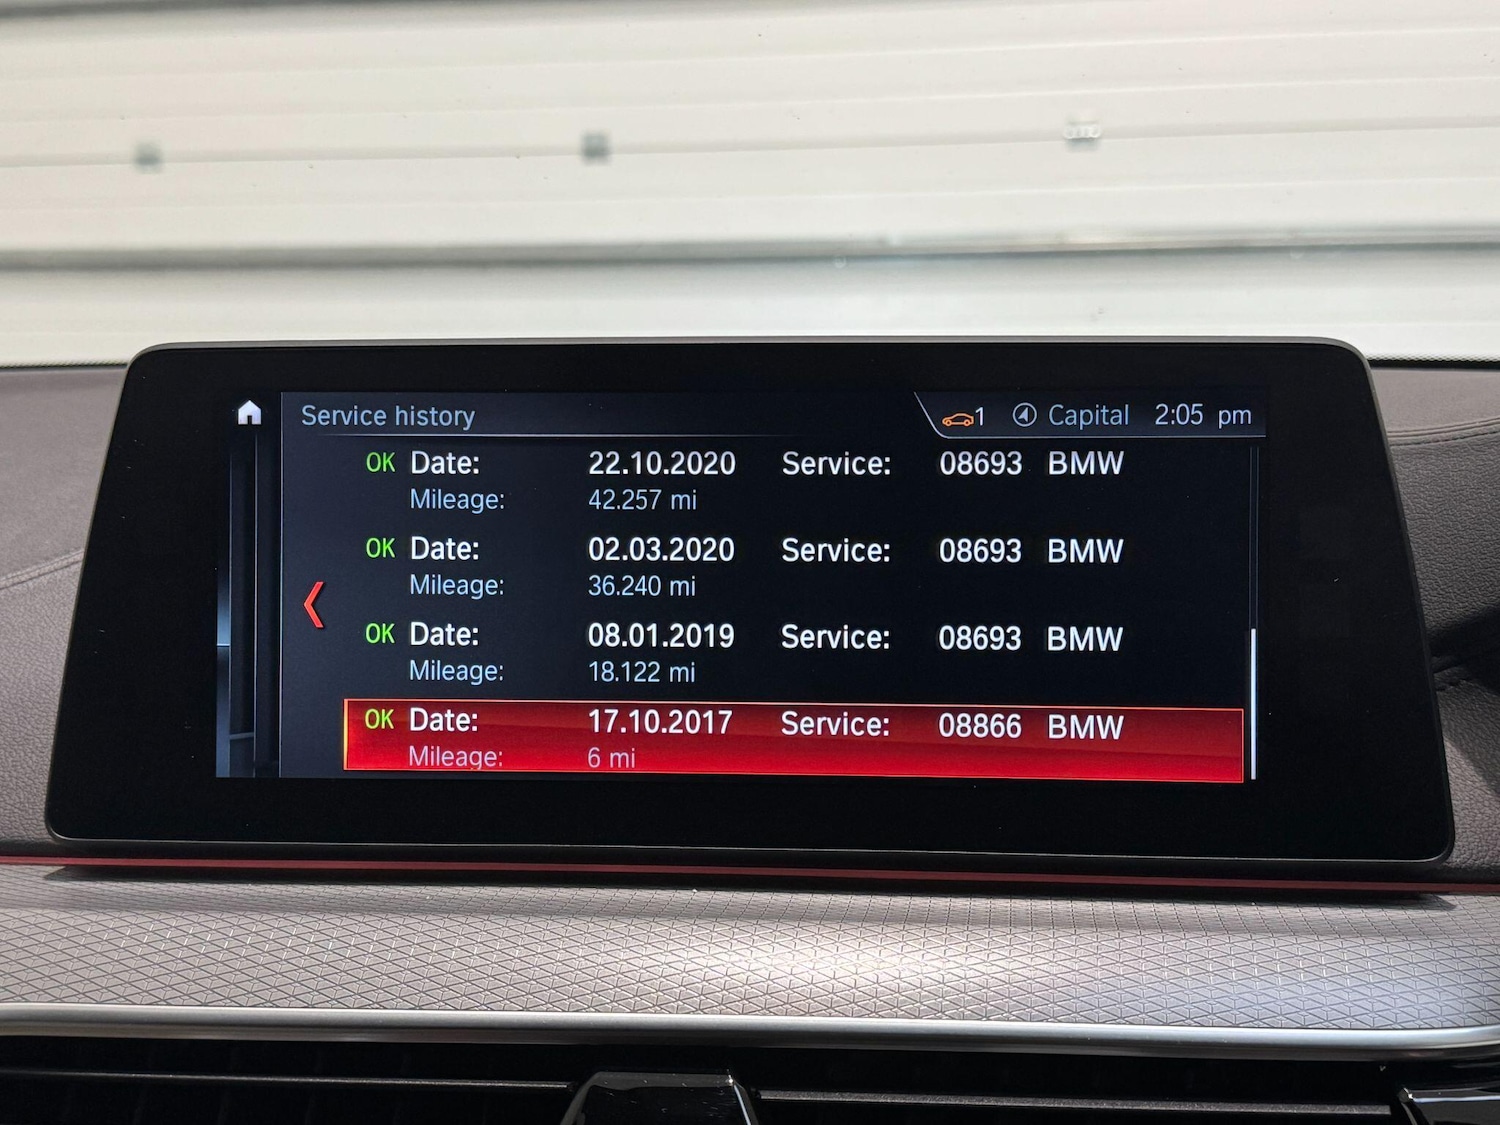 Service history 1 Capital 2:05 pm
OK Date: 22.10.2020 Service: 08693 BMW
Mileage: 42.257 mi
OK Date: 02.03.2020 Service: 08693 BMW
Mileage: 36.240 mi
OK Date: 08.01.2019 Service: 08693 BMW
Mileage: 18.122 mi
OK Date: 17.10.2017 Service: 08866 BMW
Mileage: 6 mi